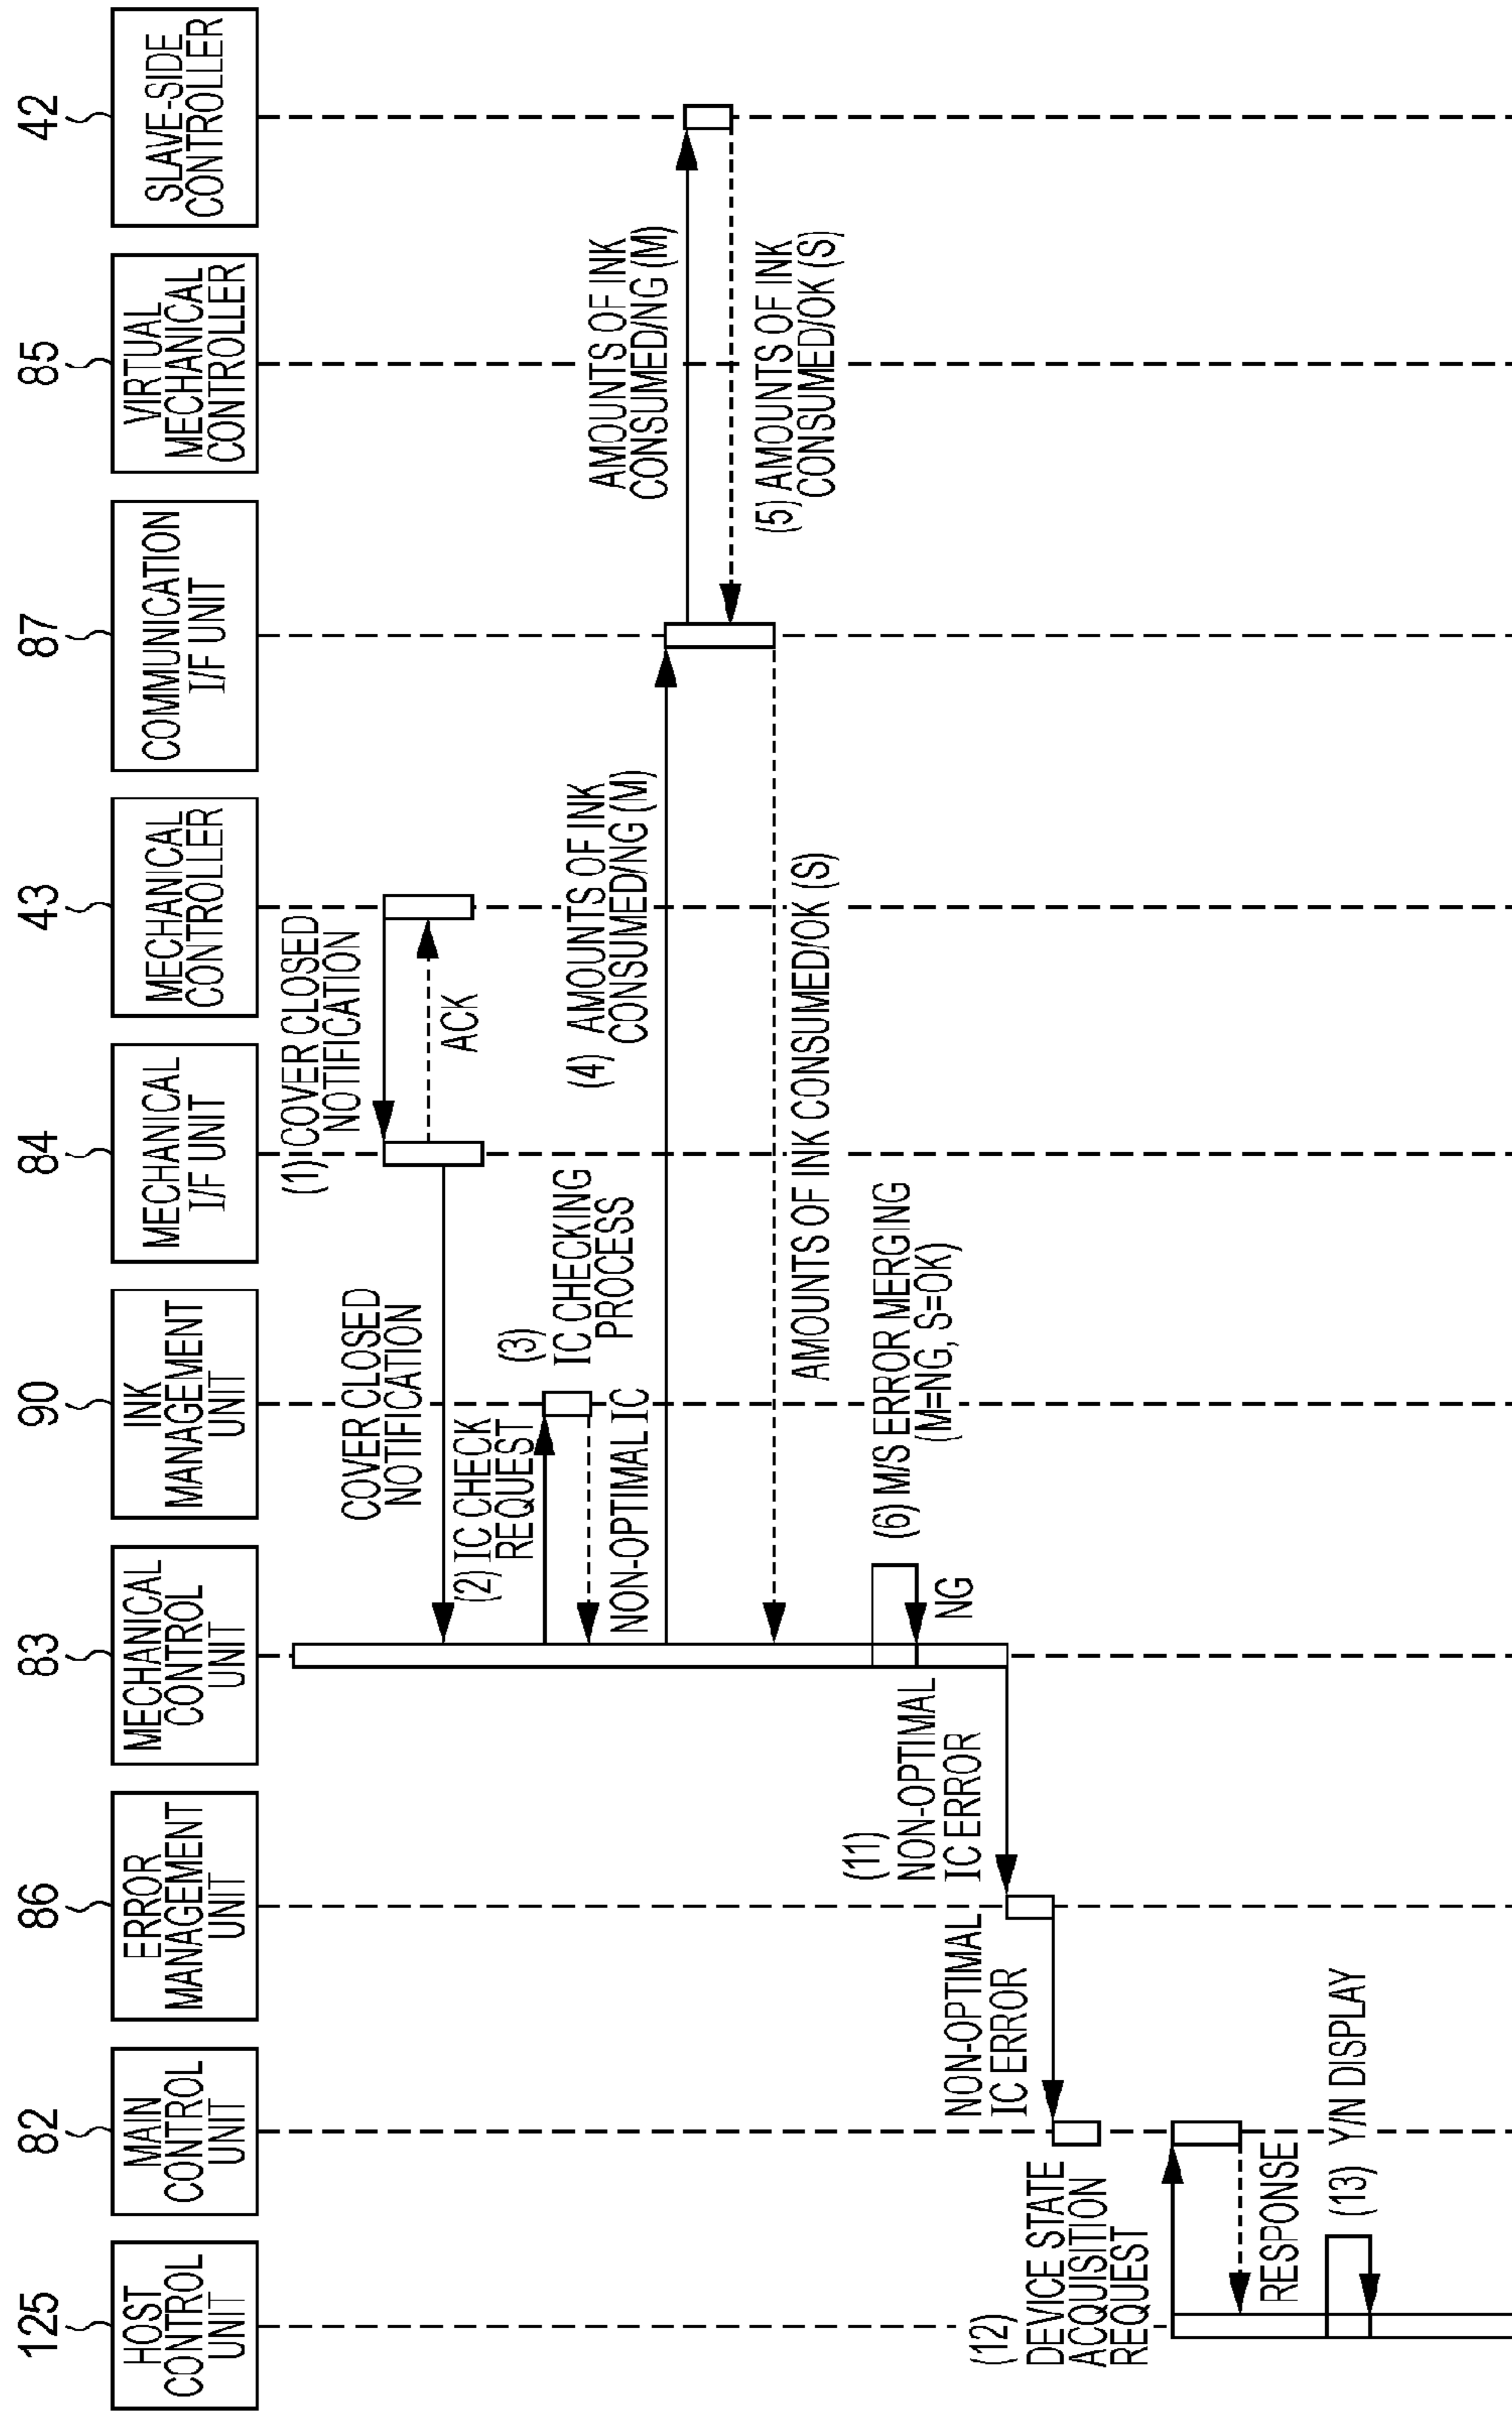 125
HOST
CONTROL
UNIT
82
MAIN
CONTROL
UNIT
86
ERROR
MANAGEMENT
UNIT
83
MECHANICAL
CONTROL
UNIT
90
INK
MANAGEMENT
UNIT
84
MECHANICAL
I/F UNIT
43
MECHANICAL
CONTROLLER
87
COMMUNICATION
I/F UNIT
85
VIRTUAL
MECHANICAL
CONTROLLER
42
SLAVE-SIDE
CONTROLLER
(1) COVER CLOSED
NOTIFICATION
ACK
COVER CLOSED
NOTIFICATION
(2) IC CHECK
REQUEST
(3)
IC CHECKING
PROCESS
NON-OPTIMAL IC
(4) AMOUNTS OF INK
CONSUMED/NG (M)
AMOUNTS OF INK
CONSUMED/NG (M)
(5) AMOUNTS OF INK
CONSUMED/OK (S)
AMOUNTS OF INK CONSUMED/OK (S)
(6) M/S ERROR MERGING
(M=NG, S=OK)
NG
(11)
NON-OPTIMAL
IC ERROR
NON-OPTIMAL
IC ERROR
(12)
DEVICE STATE
ACQUISITION
REQUEST
RESPONSE
(13) Y/N DISPLAY